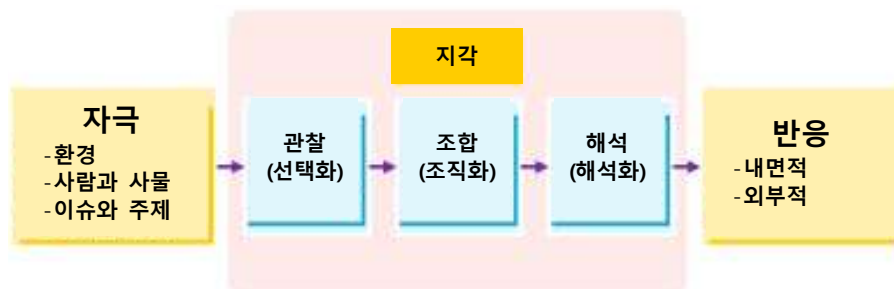 지각
자극
-환경
-사람과 사물
-이슈와 주제
관찰
(선택화)
조합
(조직화)
해석
(해석화)
반응
-내면적
-외부적